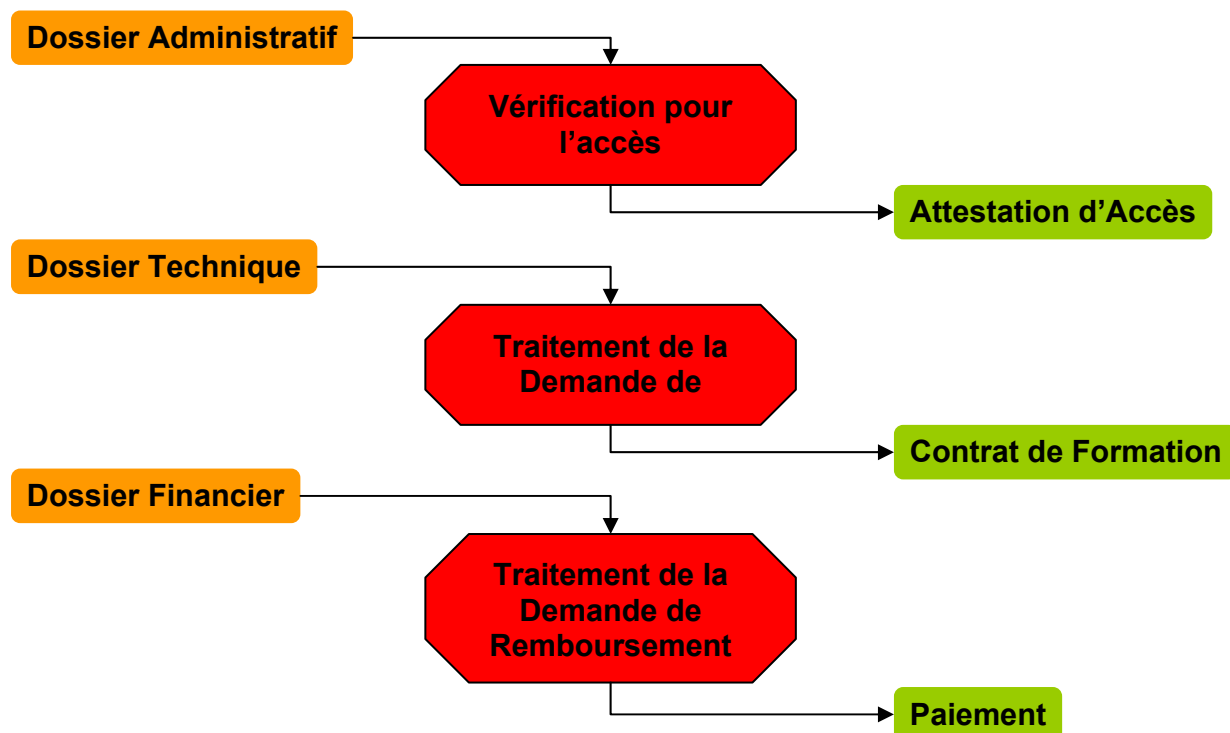 Dossier Administratif
Vérification pour
l’accès
Attestation d’Accès
Dossier Technique
Traitement de la
Demande de
Contrat de Formation
Dossier Financier
Traitement de la
Demande de
Remboursement
Paiement